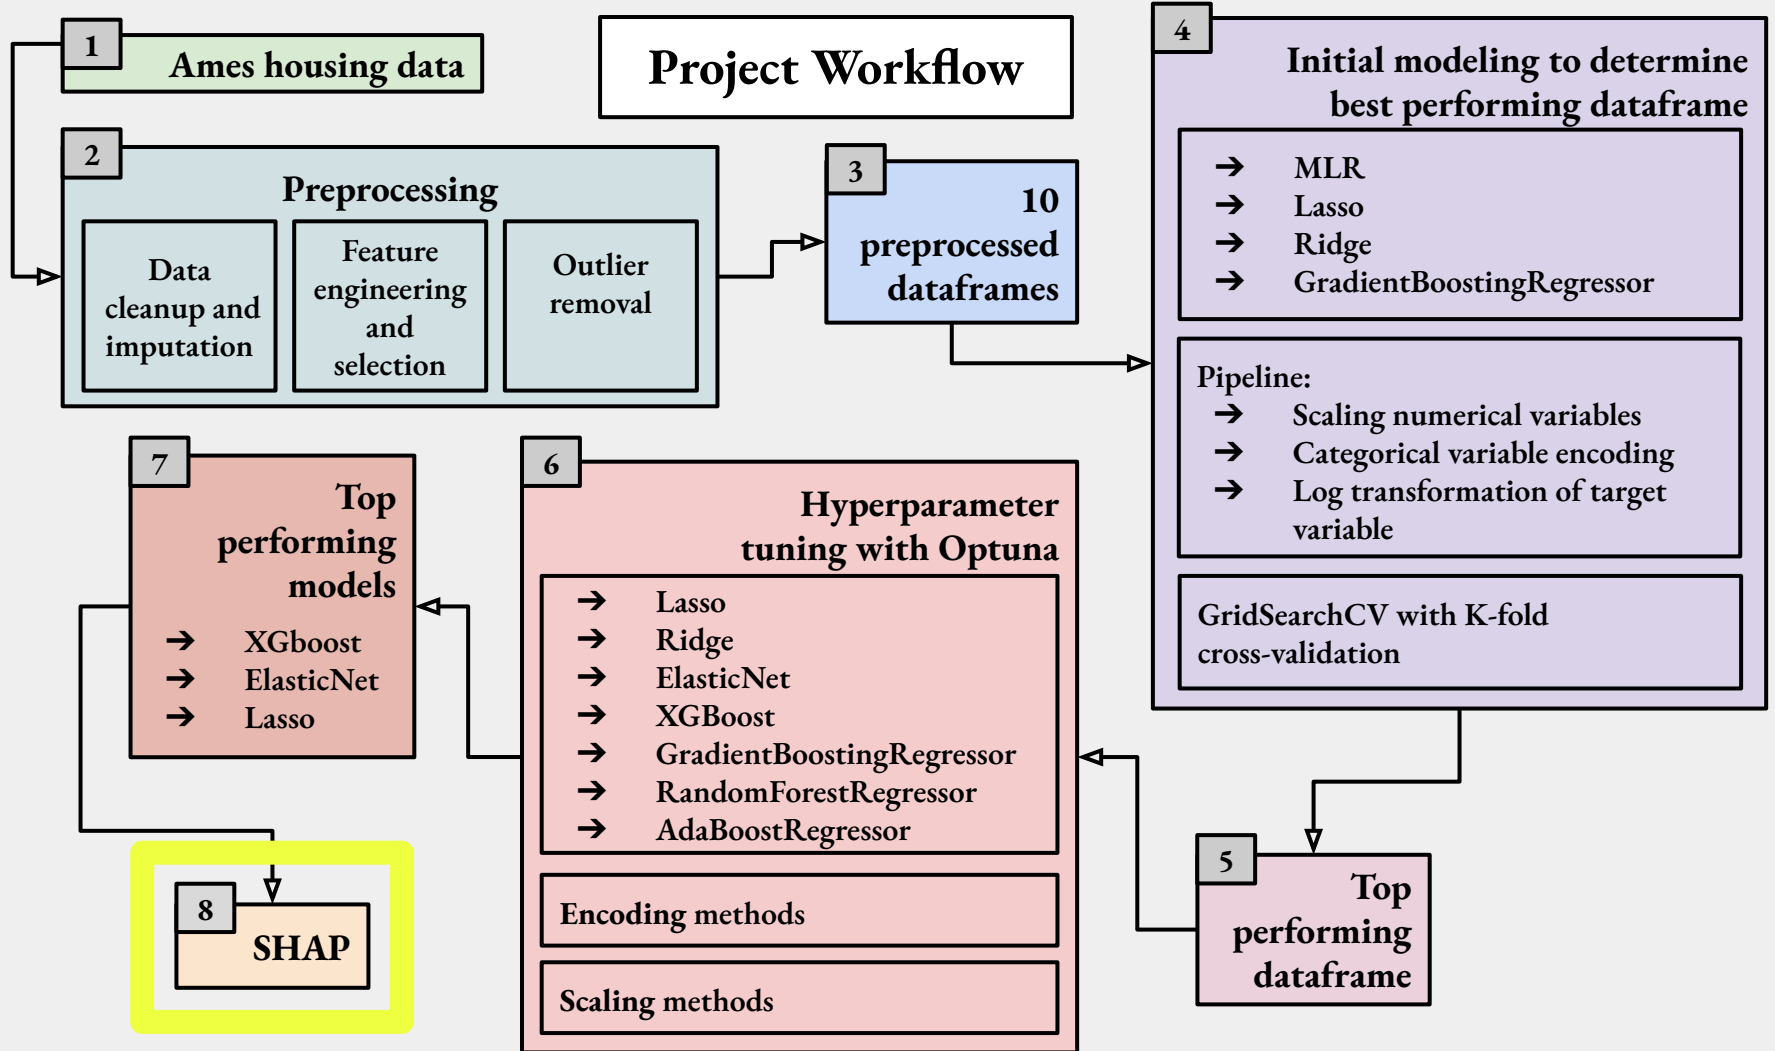 Project Workflow
1
Ames housing data
2
Preprocessing
Data
cleanup and
imputation
Feature
engineering
and
selection
Outlier
removal
3
10
preprocessed
dataframes
4
Initial modeling to determine
best performing dataframe
➔ MLR
➔ Lasso
➔ Ridge
➔ GradientBoostingRegressor
Pipeline:
➔ Scaling numerical variables
➔ Categorical variable encoding
➔ Log transformation of target
variable
GridSearchCV with K-fold
cross-validation
5
Top
performing
dataframe
6
Hyperparameter
tuning with Optuna
➔ Lasso
➔ Ridge
➔ ElasticNet
➔ XGBoost
➔ GradientBoostingRegressor
➔ RandomForestRegressor
➔ AdaBoostRegressor
Encoding methods
Scaling methods
7
Top
performing
models
➔ XGboost
➔ ElasticNet
➔ Lasso
8
SHAP